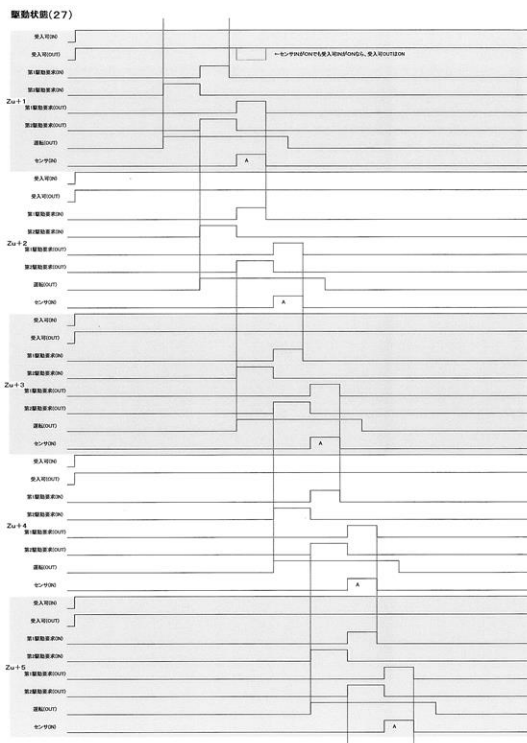 駆動状態(27)
受入可(IN)
受入可(OUT)
←センサINがONでも受入可INがONなら、受入可OUTはON
第1駆動要求(IN)
第2駆動要求(IN)
Zω+1
第1駆動要求(OUT)
第2駆動要求(OUT)
運転(OUT)
センサ(IN)
A
受入可(IN)
受入可(OUT)
第1駆動要求(IN)
第2駆動要求(IN)
Zω+2
第1駆動要求(OUT)
第2駆動要求(OUT)
運転(OUT)
センサ(IN)
A
受入可(IN)
受入可(OUT)
第1駆動要求(IN)
第2駆動要求(IN)
Zω+3
第1駆動要求(OUT)
第2駆動要求(OUT)
運転(OUT)
センサ(IN)
A
受入可(IN)
受入可(OUT)
第1駆動要求(IN)
第2駆動要求(IN)
Zω+4
第1駆動要求(OUT)
第2駆動要求(OUT)
運転(OUT)
センサ(IN)
A
受入可(IN)
受入可(OUT)
第1駆動要求(IN)
第2駆動要求(IN)
Zω+5
第1駆動要求(OUT)
第2駆動要求(OUT)
運転(OUT)
センサ(IN)
A